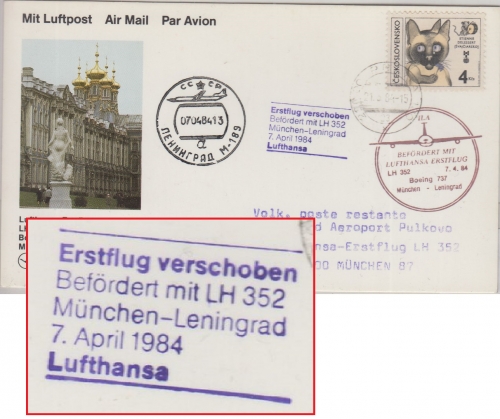 Mit Luftpost Air Mail Par Avion
ČESKOSLOVENSKO
4 Kčs
СССР
07048413
а
ЛЕНИНГРАД М-189
Erstflug verschoben
Befördert mit LH 352
München-Leningrad
7. April 1984
Lufthansa
ILA
BEFÖRDERT MIT
LUFTHANSA ERSTFLUG
LH 352 7. 4. 84
Boeing 757
München - Leningrad
Volk. poste restante
d Aeroport Pulkovo
nsa-Erstflug LH 352
00 MÜNCHEN 87
Erstflug verschoben
Befördert mit LH 352
München-Leningrad
7. April 1984
Lufthansa